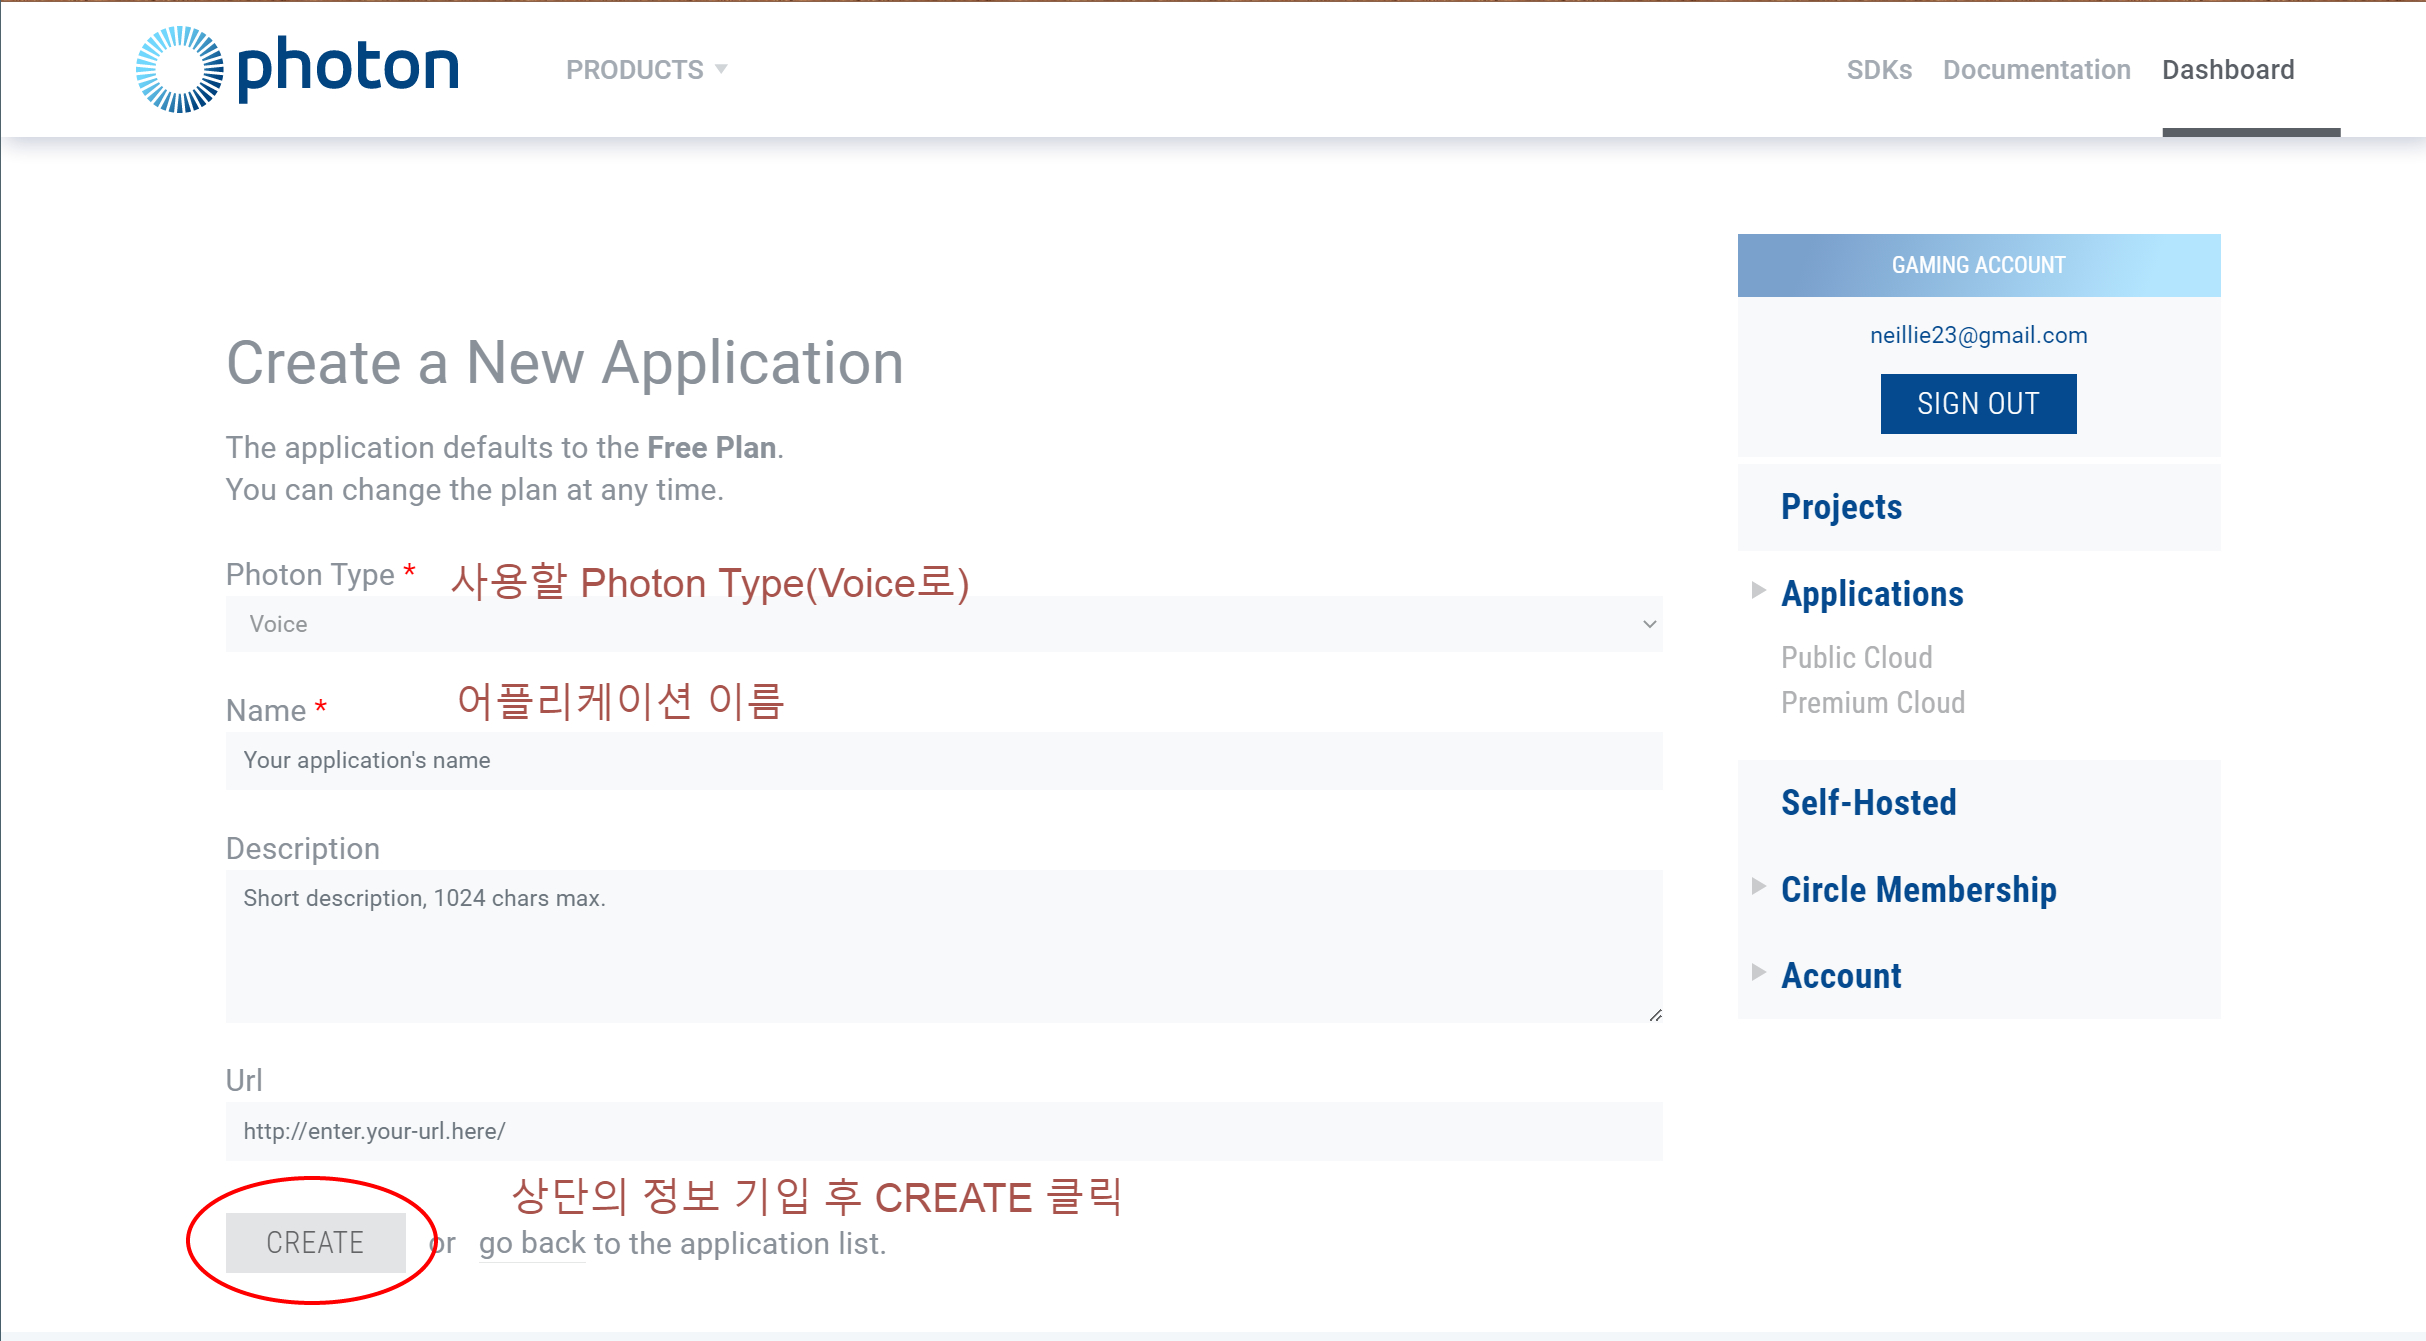 photon
PRODUCTS
SDKs Documentation Dashboard
Create a New Application
The application defaults to the Free Plan.
You can change the plan at any time.
Photon Type * 사용할 Photon Type(Voice로)
Voice
Name * 어플리케이션 이름
Your application's name
Description
Short description, 1024 chars max.
Url
http://enter.your-url.here/
상단의 정보 기입 후 CREATE 클릭
CREATE or go back to the application list.
GAMING ACCOUNT
neillie23@gmail.com
SIGN OUT
Projects
Applications
Public Cloud
Premium Cloud
Self-Hosted
Circle Membership
Account